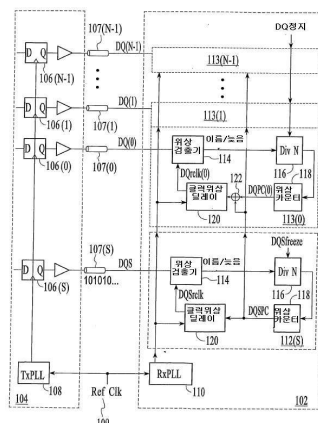 107(N-1)
DQ정지
D Q
DQ(N-1)
113(N-1)
106(N-1)
D Q
DQ(1)
113(1)
106(1)
107(1)
D Q
DQ(0)
위상
검출기
이름/늦음
Div N
106(0)
107(0)
114
DQrclk(0)
122
116
118
클럭위상
딜레이
DQPC(0)
위상
카운터
120
113(0)
107(S)
D Q
DQS
위상
검출기
이름/늦음
DQSfreeze
Div N
106(S)
101010...
114
DQSrclk
116
118
클럭위상
딜레이
DQSPC
위상
카운터
120
112(S)
TxPLL
RxPLL
108
Ref Clk
110
104
102